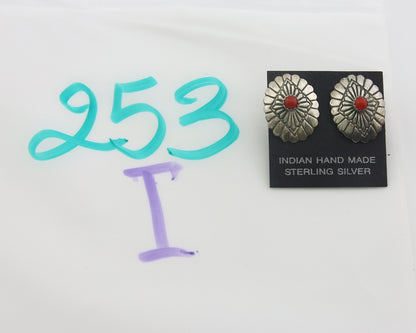 253
I
INDIAN HAND MADE
STERLING SILVER